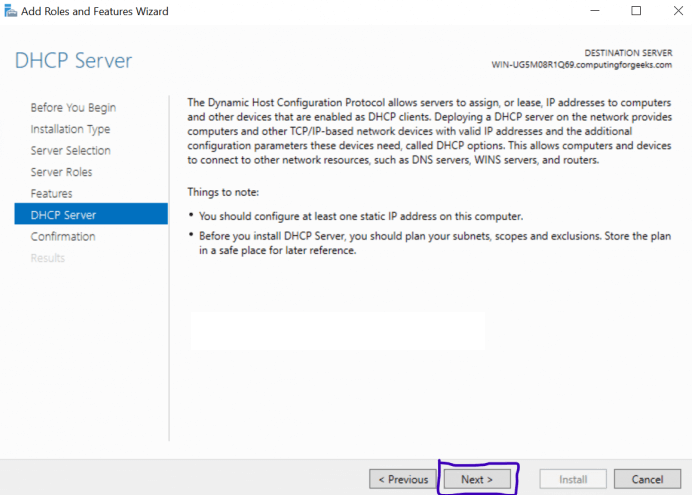 Add Roles and Features Wizard
DHCP Server
DESTINATION SERVER
WIN-UG5M08R1Q69.computingforgeeks.com
Before You Begin
Installation Type
Server Selection
Server Roles
Features
DHCP Server
Confirmation
Results
The Dynamic Host Configuration Protocol allows servers to assign, or lease, IP addresses to computers
and other devices that are enabled as DHCP clients. Deploying a DHCP server on the network provides
computers and other TCP/IP-based network devices with valid IP addresses and the additional
configuration parameters these devices need, called DHCP options. This allows computers and devices
to connect to other network resources, such as DNS servers, WINS servers, and routers.
Things to note:
• You should configure at least one static IP address on this computer.
• Before you install DHCP Server, you should plan your subnets, scopes and exclusions. Store the plan
in a safe place for later reference.
< Previous
Next >
Install
Cancel